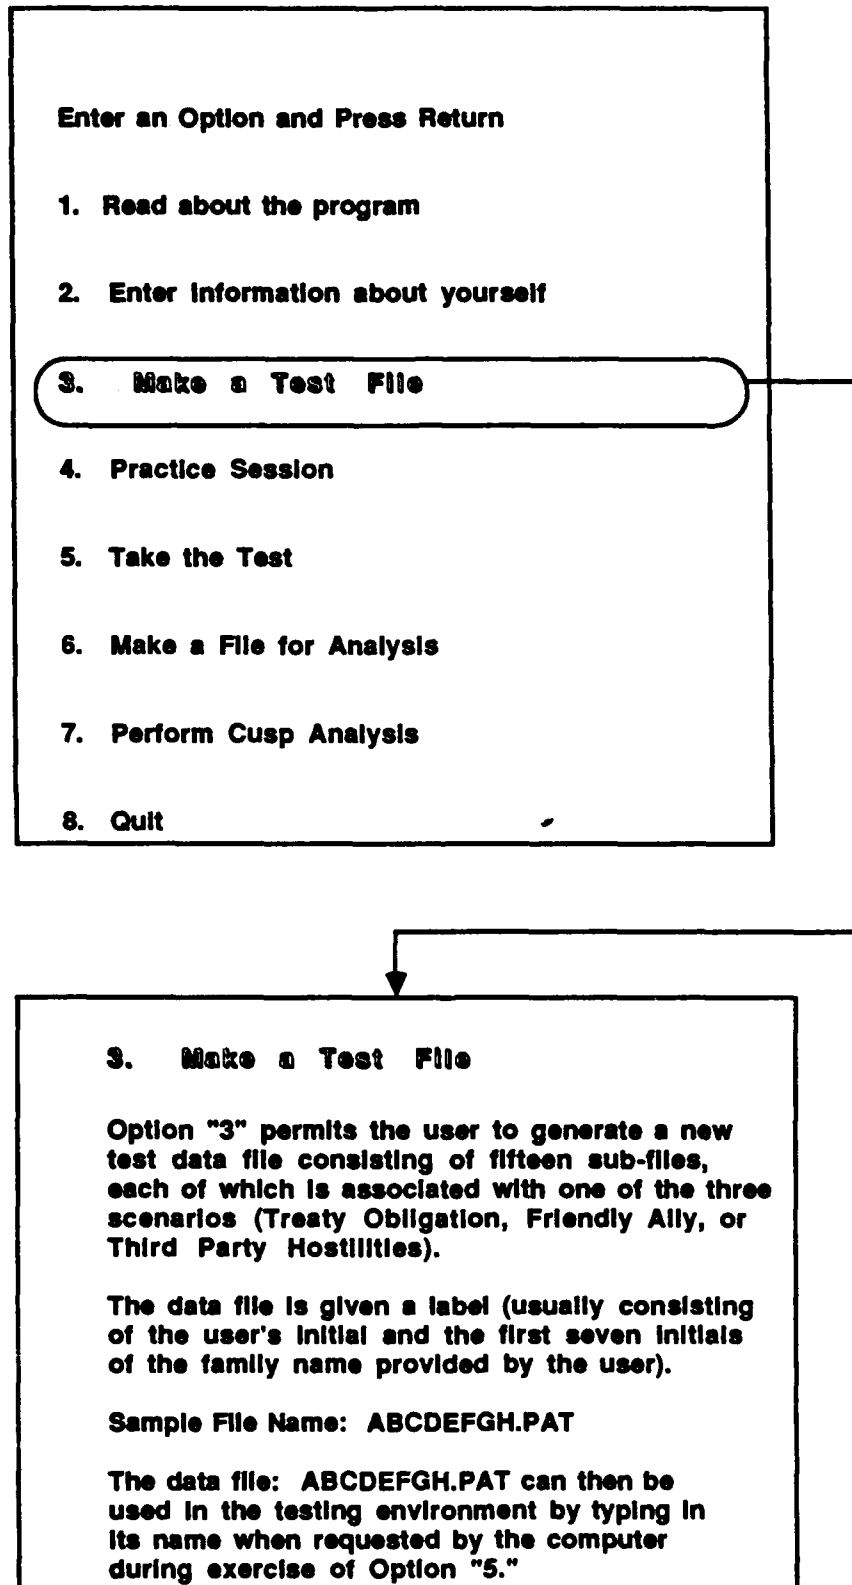 Enter an Option and Press Return
1. Read about the program
2. Enter Information about yourself
3. Make a Test File
4. Practice Session
5. Take the Test
6. Make a File for Analysis
7. Perform Cusp Analysis
8. Quit
3. Make a Test File
Option "3" permits the user to generate a new
test data file consisting of fifteen sub-files,
each of which is associated with one of the three
scenarios (Treaty Obligation, Friendly Ally, or
Third Party Hostilities).
The data file is given a label (usually consisting
of the user's initial and the first seven initials
of the family name provided by the user).
Sample File Name: ABCDEFGH.PAT
The data file: ABCDEFGH.PAT can then be
used in the testing environment by typing in
its name when requested by the computer
during exercise of Option "5."